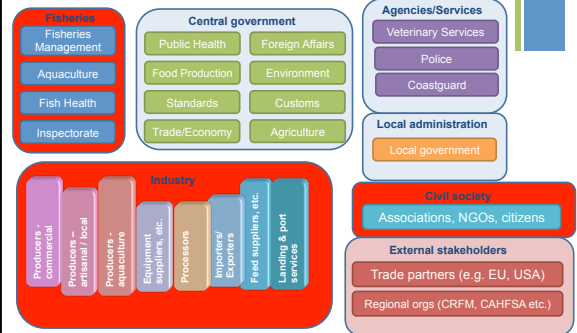 Fisheries
Fisheries
Management
Aquaculture
Fish Health
Inspectorate
Central government
Public Health
Foreign Affairs
Food Production
Environment
Standards
Customs
Trade/Economy
Agriculture
Agencies/Services
Veterinary Services
Police
Coastguard
Local administration
Local government
Industry
Producers -
commercial
Producers –
artisanal / local
Producers -
aquaculture
Equipment
suppliers, etc.
Processors
Importers/
Exporters
Feed suppliers, etc.
Landing & port
services
Civil society
Associations, NGOs, citizens
External stakeholders
Trade partners (e.g. EU, USA)
Regional orgs (CRFM, CAHFSA etc.)